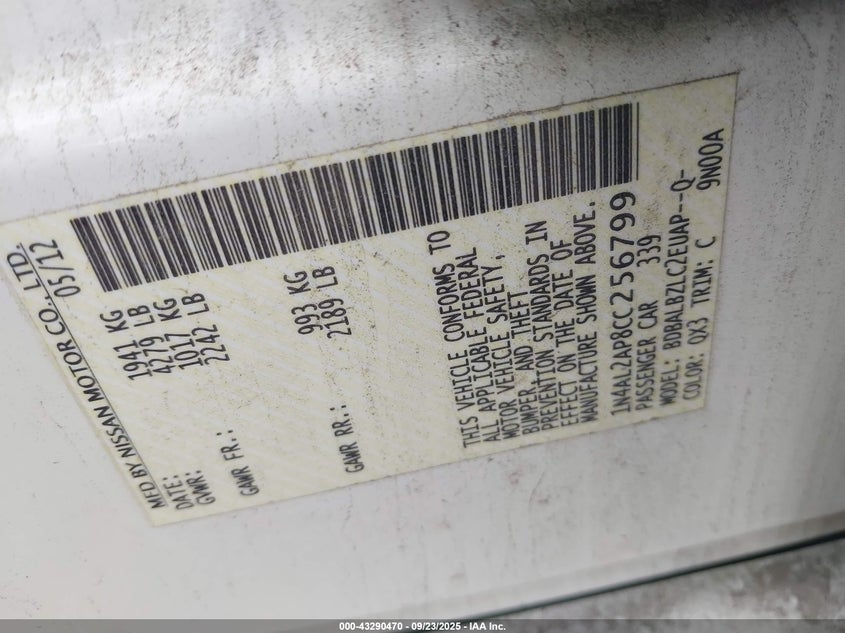 MFD BY NISSAN MOTOR CO., LTD.
DATE: 05/12
GVWR: 1941 KG
4279 LB
GAWR FR.: 1017 KG
2242 LB
GAWR RR.: 993 KG
2189 LB
THIS VEHICLE CONFORMS TO
ALL APPLICABLE FEDERAL
MOTOR VEHICLE SAFETY,
BUMPER, AND THEFT
PREVENTION STANDARDS IN
EFFECT ON THE DATE OF
MANUFACTURE SHOWN ABOVE.
1N4AL2AP8CC256799
PASSENGER CAR 339
MODEL: BDBALBZLC2EUAP--Q-
COLOR: QX3 TRIM: C 9N00A
000-43290470 - 09/23/2025 - IAA Inc.